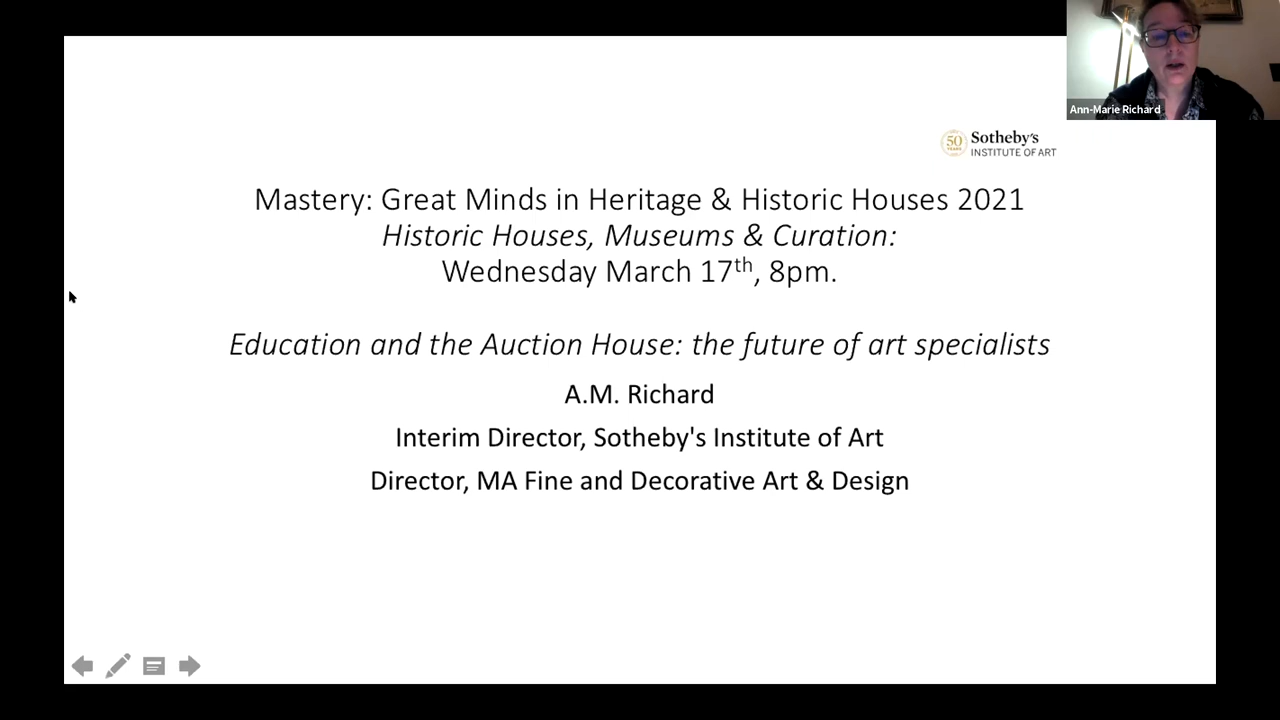 Ann-Marie Richard
50
YEARS
Sotheby's
INSTITUTE OF ART
Mastery: Great Minds in Heritage & Historic Houses 2021
Historic Houses, Museums & Curation:
Wednesday March 17th, 8pm.
Education and the Auction House: the future of art specialists
A.M. Richard
Interim Director, Sotheby's Institute of Art
Director, MA Fine and Decorative Art & Design